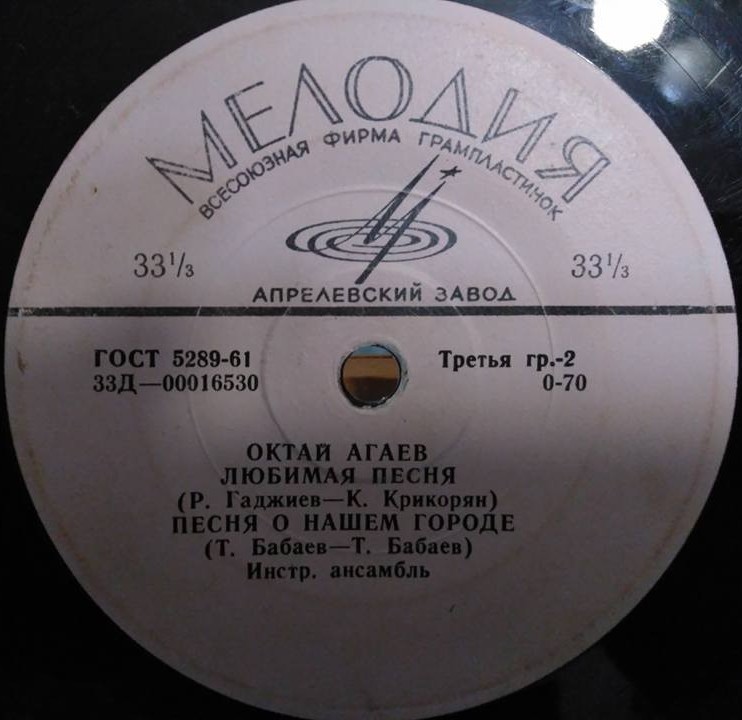 МЕЛОДИЯ
ВСЕСОЮЗНАЯ ФИРМА ГРАМПЛАСТИНОК
33⅓ 33⅓
АПРЕЛЕВСКИЙ ЗАВОД
ГОСТ 5289-61 Третья гр.-2
33Д—00016530 0-70
ОКТАЙ АГАЕВ
ЛЮБИМАЯ ПЕСНЯ
(Р. Гаджиев—К. Крикорян)
ПЕСНЯ О НАШЕМ ГОРОДЕ
(Т. Бабаев—Т. Бабаев)
Инстр. ансамбль